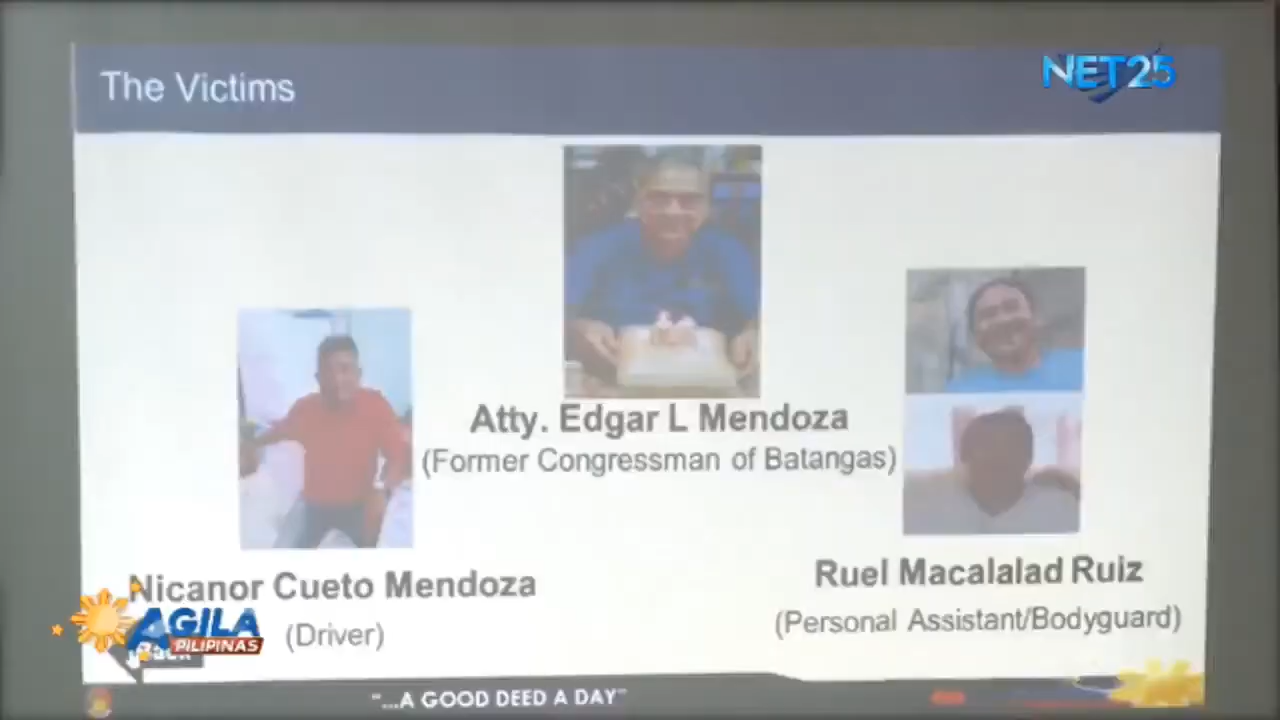 The Victims
NET25
Atty. Edgar L Mendoza
(Former Congressman of Batangas)
Nicanor Cueto Mendoza
(Driver)
Ruel Macalalad Ruiz
(Personal Assistant/Bodyguard)
AGILA
PILIPINAS
Back
"...A GOOD DEED A DAY"